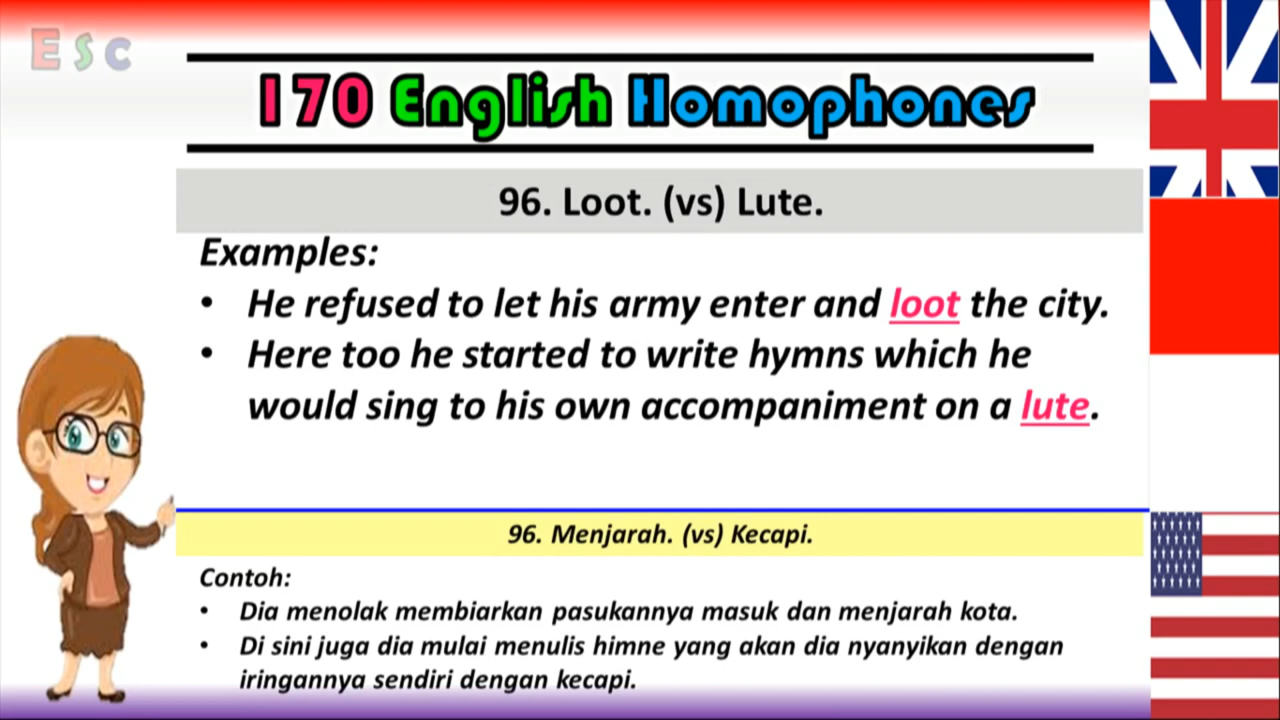 ESC
170 English Homophones
96. Loot. (vs) Lute.
Examples:
• He refused to let his army enter and loot the city.
• Here too he started to write hymns which he
would sing to his own accompaniment on a lute.
96. Menjarah. (vs) Kecapi.
Contoh:
• Dia menolak membiarkan pasukannya masuk dan menjarah kota.
• Di sini juga dia mulai menulis himne yang akan dia nyanyikan dengan
iringannya sendiri dengan kecapi.